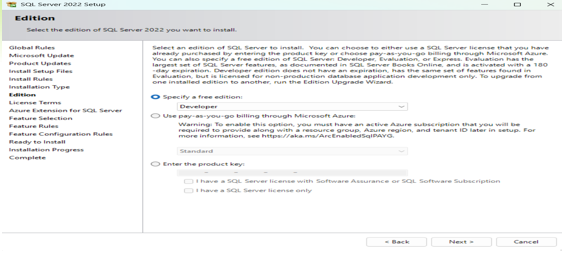 SQL Server 2022 Setup
Edition
Select the edition of SQL Server 2022 you want to install.
Global Rules
Microsoft Update
Product Updates
Install Setup Files
Install Rules
Installation Type
Edition
License Terms
Azure Extension for SQL Server
Feature Selection
Feature Rules
Feature Configuration Rules
Ready to Install
Installation Progress
Complete
Select an edition of SQL Server to install. You can choose to either use a SQL Server license that you have
already purchased by entering the product key or choose pay-as-you-go billing through Microsoft Azure.
You can also specify a free edition of SQL Server: Developer, Evaluation, or Express. Evaluation has the
largest set of SQL Server features, as documented in SQL Server Books Online, and is activated with a 180
-day expiration. Developer edition does not have an expiration, has the same set of features found in
Evaluation, but is licensed for non-production database application development only. To upgrade from
one installed edition to another, run the Edition Upgrade Wizard.
Specify a free edition:
Developer
Use pay-as-you-go billing through Microsoft Azure:
Warning: To enable this option, you must have an active Azure subscription that you will be
required to provide along with a resource group, Azure region, and tenant ID later in setup. For
more information, see https://aka.ms/ArcEnabledSqlPAYG.
Standard
Enter the product key:
- - - -
I have a SQL Server license with Software Assurance or SQL Software Subscription
I have a SQL Server license only
< Back
Next >
Cancel